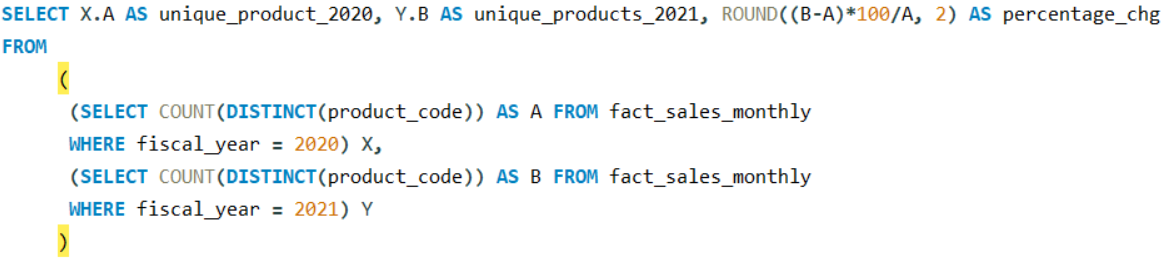 SELECT X.A AS unique_product_2020, Y.B AS unique_products_2021, ROUND((B-A)*100/A, 2) AS percentage_chg
FROM
(
(SELECT COUNT(DISTINCT(product_code)) AS A FROM fact_sales_monthly
WHERE fiscal_year = 2020) X,
(SELECT COUNT(DISTINCT(product_code)) AS B FROM fact_sales_monthly
WHERE fiscal_year = 2021) Y
)